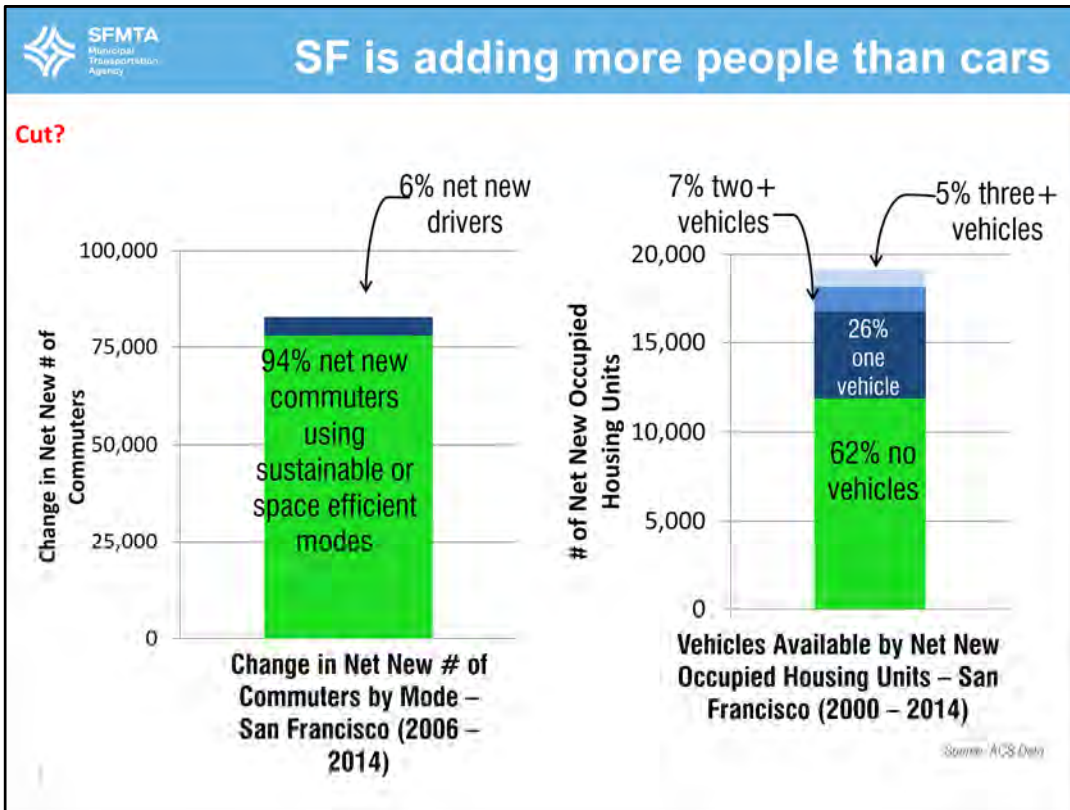 SFMTA
Municipal
Transportation
Agency
SF is adding more people than cars
Cut?
6% net new
drivers
100,000
75,000
50,000
25,000
0
Change in Net New # of
Commuters
94% net new
commuters
using
sustainable or
space efficient
modes
Change in Net New # of
Commuters by Mode –
San Francisco (2006 –
2014)
7% two+
vehicles
5% three+
vehicles
20,000
15,000
10,000
5,000
0
# of Net New Occupied
Housing Units
26%
one
vehicle
62% no
vehicles
Vehicles Available by Net New
Occupied Housing Units – San
Francisco (2000 – 2014)
Source: ACS Data